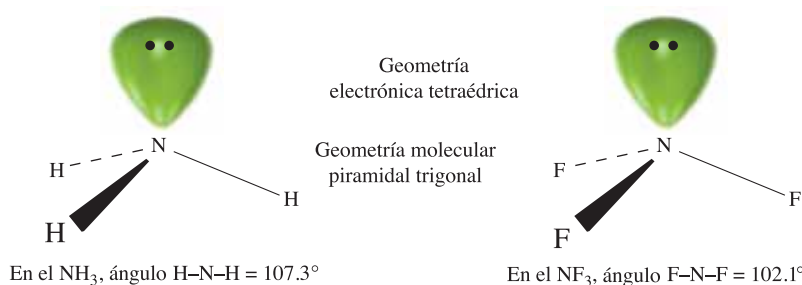 Geometría
electrónica tetraédrica
N
N
H
Geometría molecular
F
piramidal trigonal
H
F
H
F
En el NH₃, ángulo H–N–H = 107.3°
En el NF₃, ángulo F–N–F = 102.1°